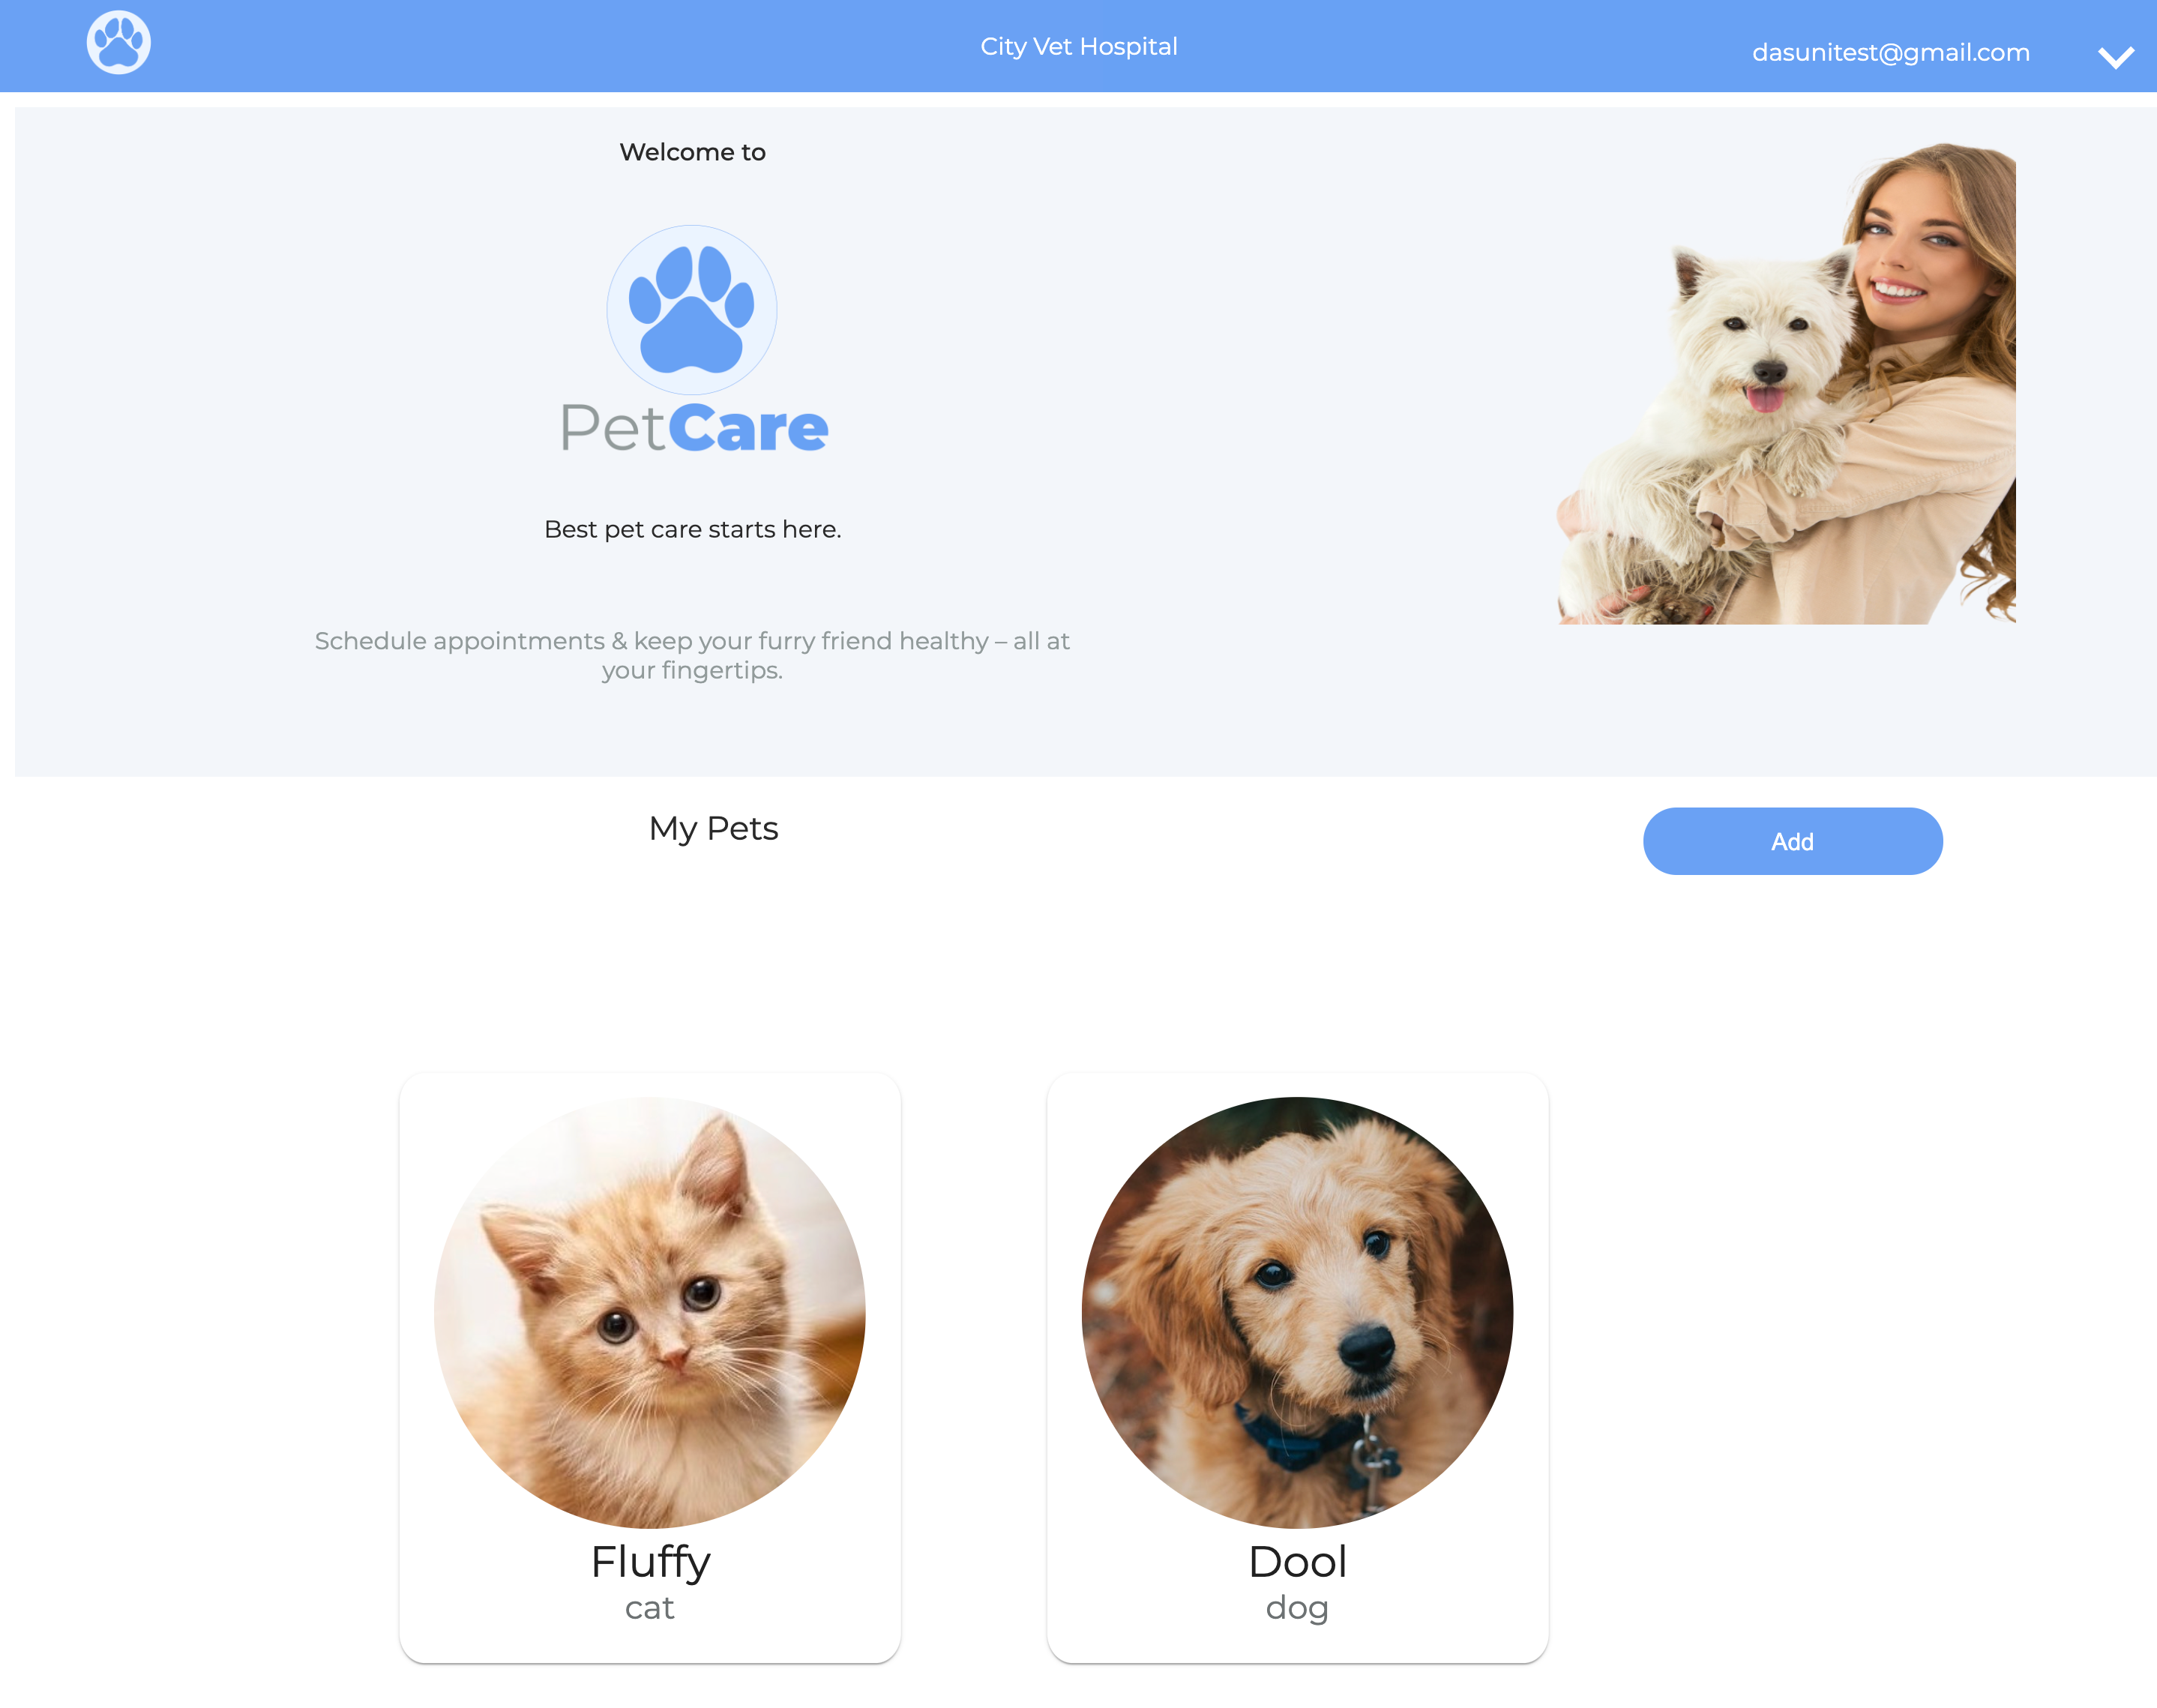 City Vet Hospital
dasunitest@gmail.com
Welcome to
PetCare
Best pet care starts here.
Schedule appointments & keep your furry friend healthy – all at
your fingertips.
My Pets
Add
Fluffy
cat
Dool
dog